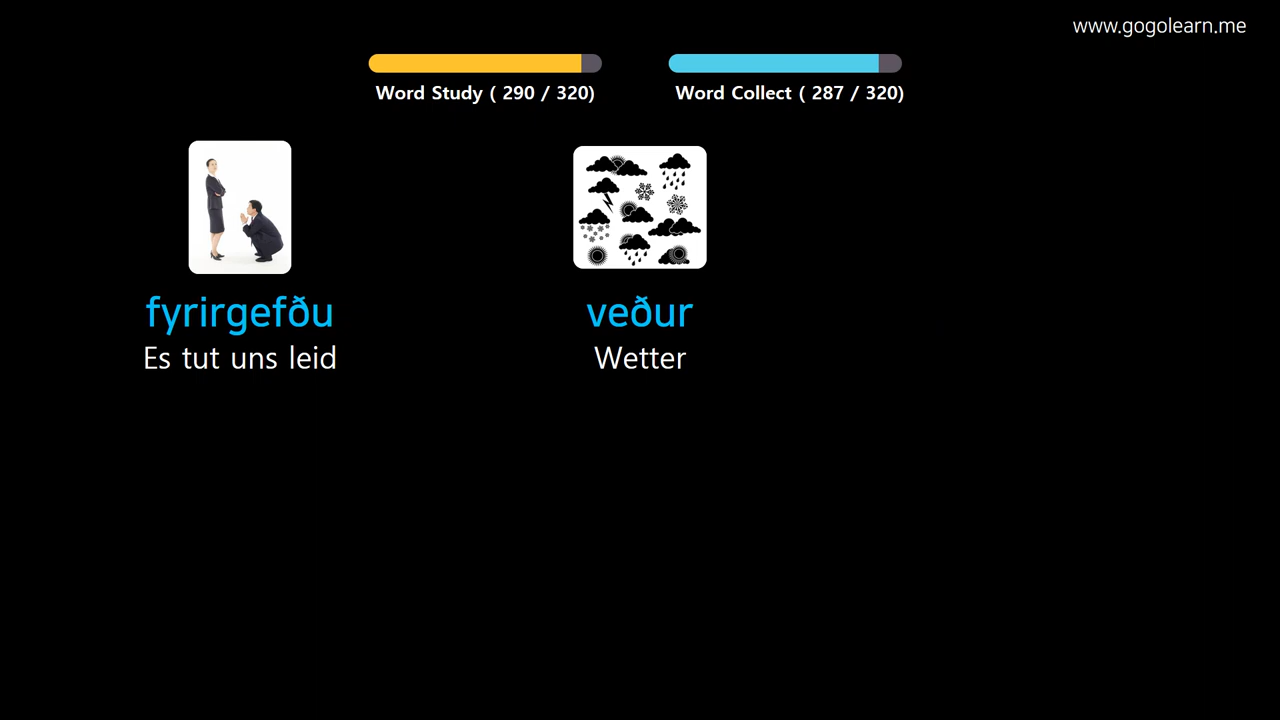 www.gogolearn.me
Word Study ( 290 / 320)
Word Collect ( 287 / 320)
fyrirgefðu
Es tut uns leid
veður
Wetter